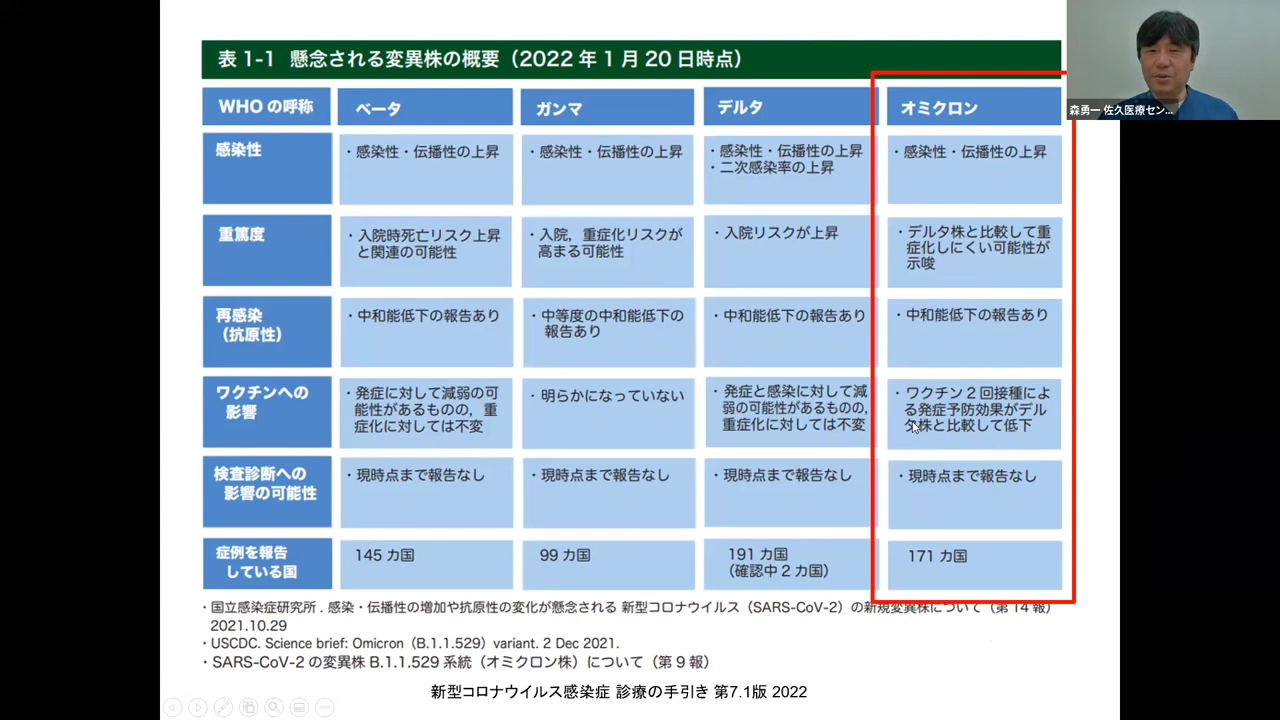 表 1-1 懸念される変異株の概要（2022 年 1 月 20 日時点）
WHO の呼称
ベータ
ガンマ
デルタ
オミクロン
感染性
・感染性・伝播性の上昇
・感染性・伝播性の上昇
・感染性・伝播性の上昇
・二次感染率の上昇
・感染性・伝播性の上昇
重篤度
・入院時死亡リスク上昇
と関連の可能性
・入院，重症化リスクが
高まる可能性
・入院リスクが上昇
・デルタ株と比較して重
症化しにくい可能性が
示唆
再感染
（抗原性）
・中和能低下の報告あり
・中等度の中和能低下の
報告あり
・中和能低下の報告あり
・中和能低下の報告あり
ワクチンへの
影響
・発症に対して減弱の可
能性があるものの，重
症化に対しては不変
・明らかになっていない
・発症と感染に対して減
弱の可能性があるものの，
重症化に対しては不変
・ワクチン 2 回接種によ
る発症予防効果がデル
タ株と比較して低下
検査診断への
影響の可能性
・現時点まで報告なし
・現時点まで報告なし
・現時点まで報告なし
・現時点まで報告なし
症例を報告
している国
145 カ国
99 カ国
191 カ国
（確認中 2 カ国）
171 カ国
・国立感染症研究所 . 感染・伝播性の増加や抗原性の変化が懸念される 新型コロナウイルス（SARS-CoV-2）の新規変異株について（第 14 報）
2021.10.29
・USCDC. Science brief: Omicron（B.1.1.529）variant. 2 Dec 2021.
・SARS-CoV-2 の変異株 B.1.1.529 系統（オミクロン株）について（第 9 報）
新型コロナウイルス感染症 診療の手引き 第7.1版 2022
森勇一 佐久医療セン...